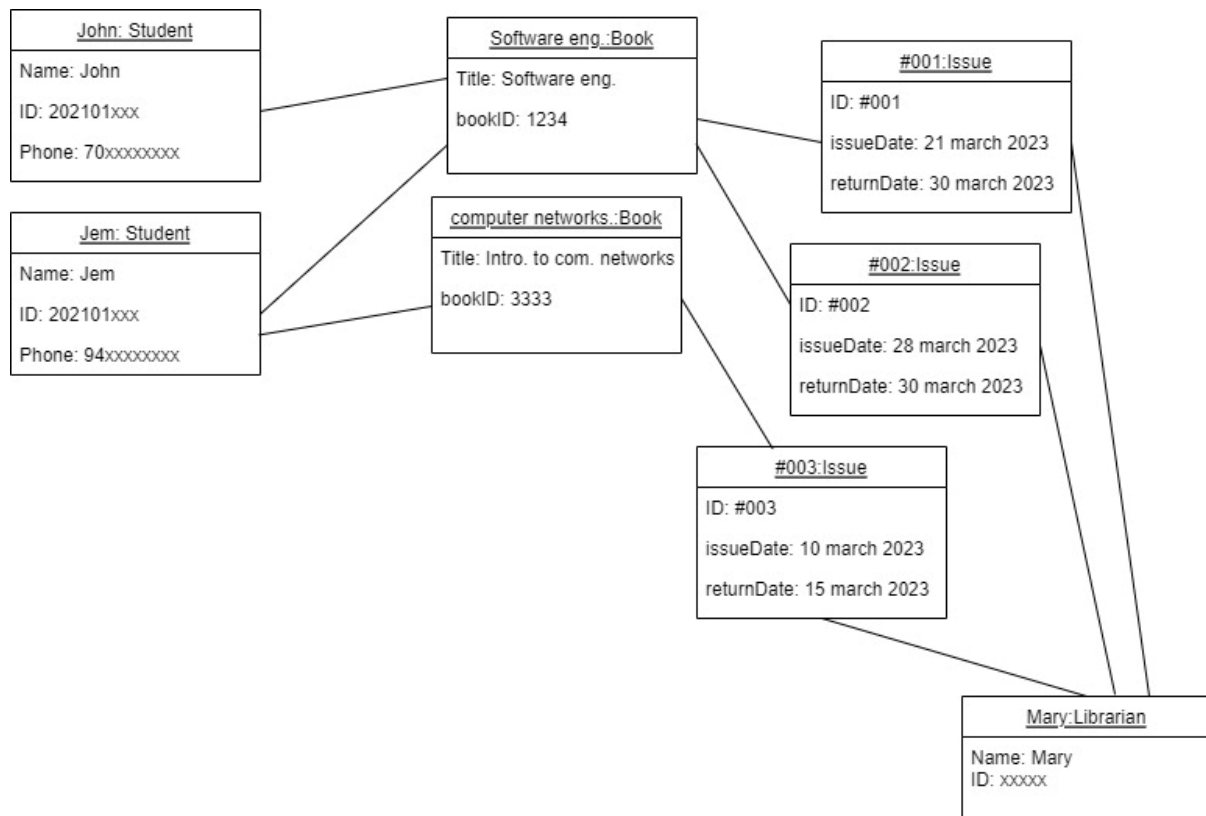 John: Student
Name: John
ID: 202101xxx
Phone: 70xxxxxxxx
Jem: Student
Name: Jem
ID: 202101xxx
Phone: 94xxxxxxxx
Software eng.:Book
Title: Software eng.
bookID: 1234
computer networks.:Book
Title: Intro. to com. networks
bookID: 3333
#001:Issue
ID: #001
issueDate: 21 march 2023
returnDate: 30 march 2023
#002:Issue
ID: #002
issueDate: 28 march 2023
returnDate: 30 march 2023
#003:Issue
ID: #003
issueDate: 10 march 2023
returnDate: 15 march 2023
Mary:Librarian
Name: Mary
ID: xxxxx